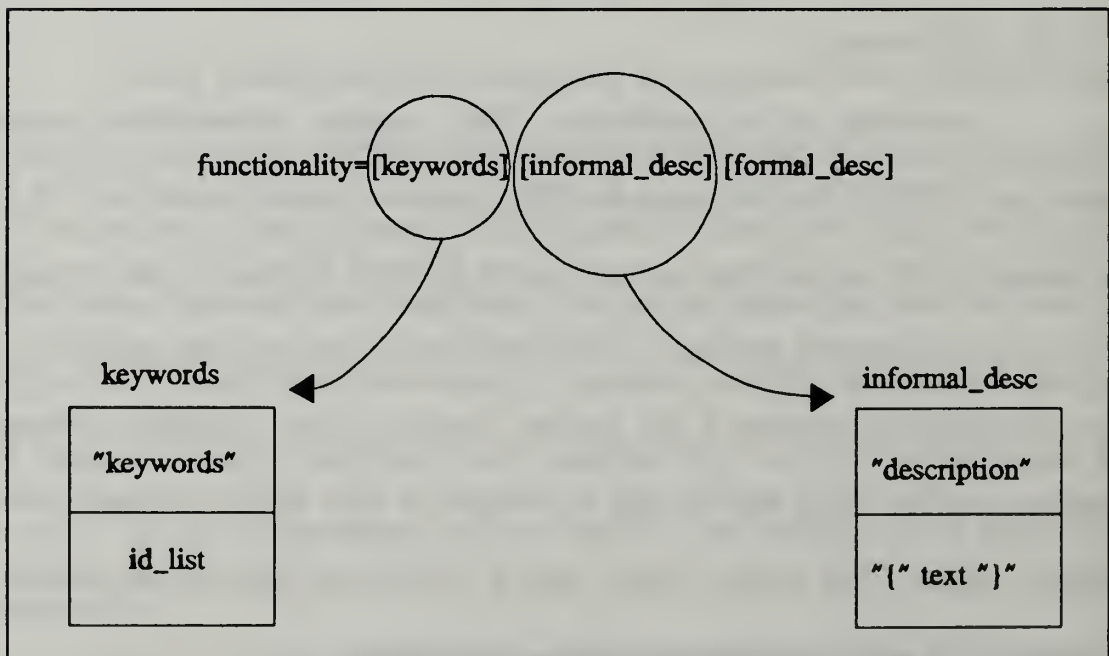 functionality=[keywords] [informal_desc] [formal_desc]
keywords
"keywords"
id_list
informal_desc
"description"
"{" text "}"